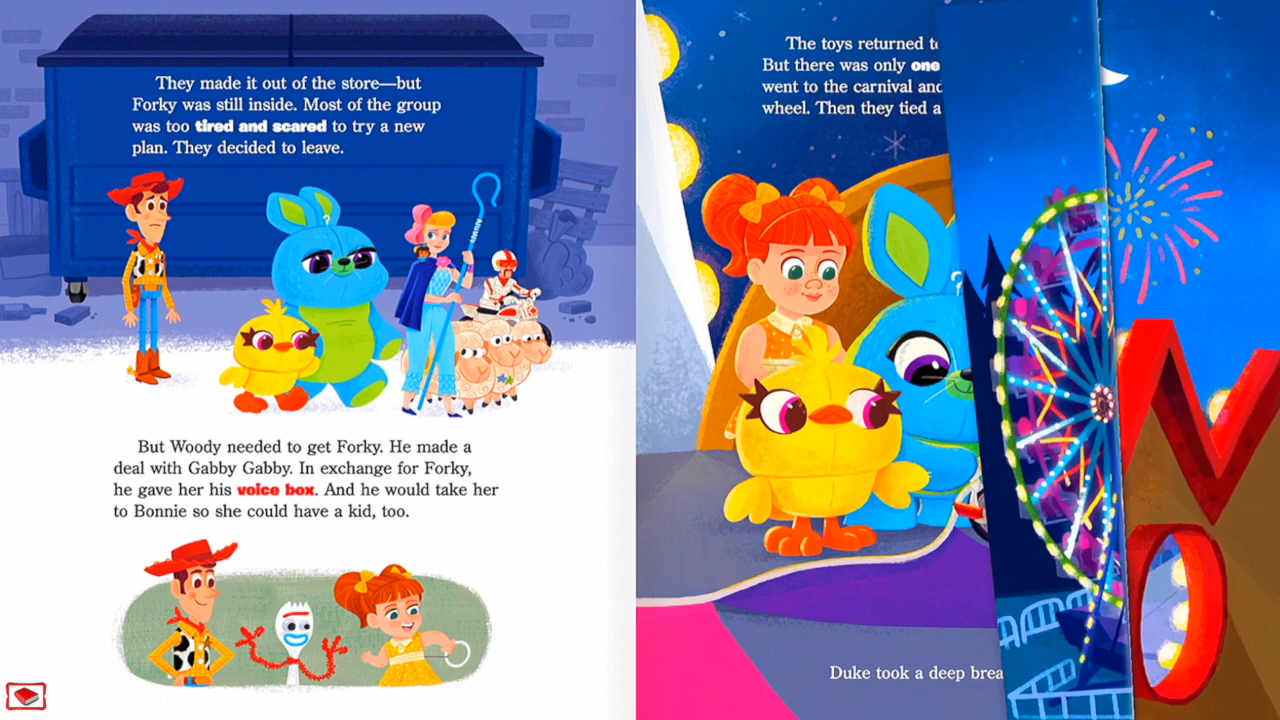 They made it out of the store—but
Forky was still inside. Most of the group
was too tired and scared to try a new
plan. They decided to leave.
But Woody needed to get Forky. He made a
deal with Gabby Gabby. In exchange for Forky,
he gave her his voice box. And he would take her
to Bonnie so she could have a kid, too.
The toys returned
But there was only one
went to the carnival and
wheel. Then they tied a
Duke took a deep